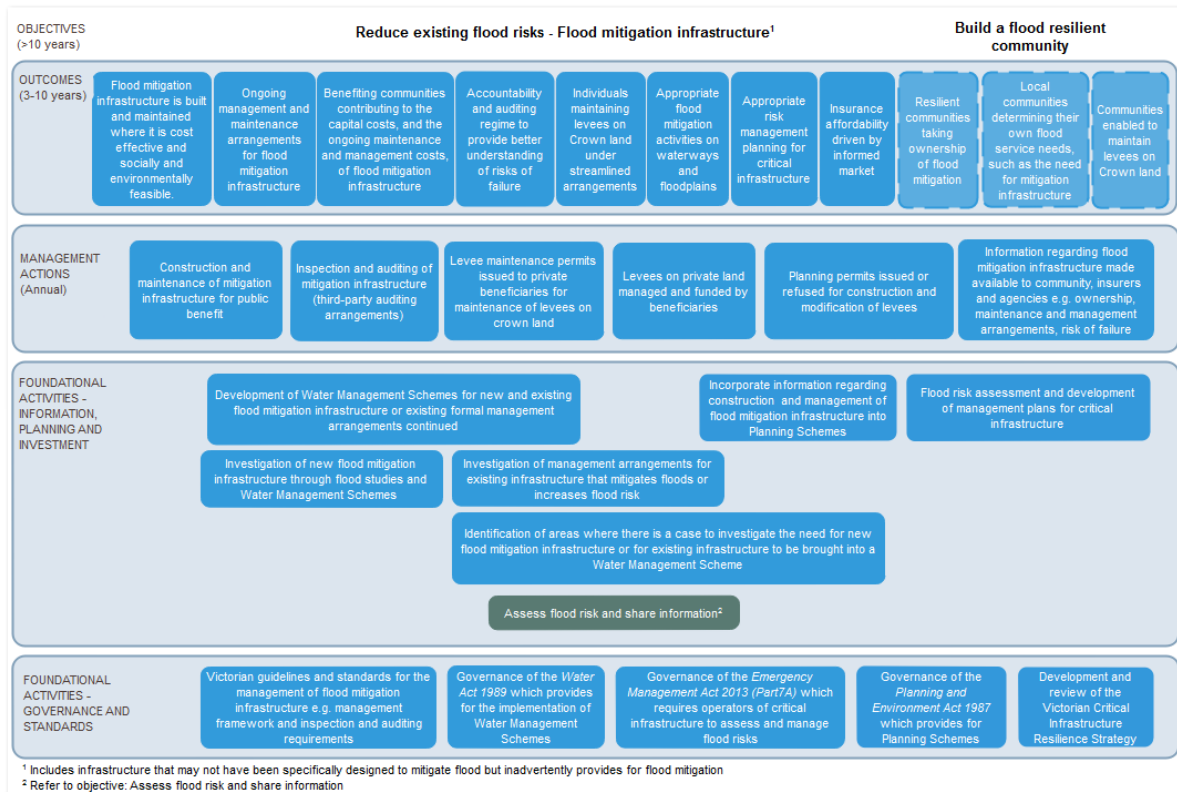 OBJECTIVES
(>10 years)
Reduce existing flood risks - Flood mitigation infrastructure¹
Build a flood resilient
community
OUTCOMES
(3-10 years)
Flood mitigation
infrastructure is built
and maintained
where it is cost
effective and
socially and
environmentally
feasible.
Ongoing
management and
maintenance
arrangements
for flood
mitigation
infrastructure
Benefiting communities
contributing to the
capital costs, and the
ongoing maintenance
and management costs,
of flood mitigation
infrastructure
Accountability
and auditing
regime to
provide better
understanding
of risks of
failure
Individuals
maintaining
levees on
Crown land
under
streamlined
arrangements
Appropriate
flood
mitigation
activities on
waterways
and
floodplains
Appropriate
risk
management
planning for
critical
infrastructure
Insurance
affordability
driven by
informed
market
Resilient
communities
taking
ownership
of flood
mitigation
Local
communities
determining their
own flood
service needs,
such as the need
for mitigation
infrastructure
Communities
enabled to
maintain
levees on
Crown land
MANAGEMENT
ACTIONS
(Annual)
Construction and
maintenance of mitigation
infrastructure for public
benefit
Inspection and auditing of
mitigation infrastructure
(third-party auditing
arrangements)
Levee maintenance permits
issued to private
beneficiaries for
maintenance of levees on
crown land
Levees on private land
managed and funded by
beneficiaries
Planning permits issued or
refused for construction and
modification of levees
Information regarding flood
mitigation infrastructure made
available to community, insurers
and agencies e.g. ownership,
maintenance and management
arrangements, risk of failure
FOUNDATIONAL
ACTIVITIES -
INFORMATION,
PLANNING AND
INVESTMENT
Development of Water Management Schemes for new and existing
flood mitigation infrastructure or existing formal management
arrangements continued
Incorporate information regarding
construction and management of
flood mitigation infrastructure into
Planning Schemes
Flood risk assessment and development
of management plans for critical
infrastructure
Investigation of new flood mitigation
infrastructure through flood studies and
Water Management Schemes
Investigation of management arrangements for
existing infrastructure that mitigates floods or
increases flood risk
Identification of areas where there is a case to investigate the need for new
flood mitigation infrastructure or for existing infrastructure to be brought into a
Water Management Scheme
Assess flood risk and share information²
FOUNDATIONAL
ACTIVITIES -
GOVERNANCE AND
STANDARDS
Victorian guidelines and standards for the
management of flood mitigation
infrastructure e.g. management
framework and inspection and auditing
requirements
Governance of the Water
Act 1989 which provides
for the implementation of
Water Management
Schemes
Governance of the Emergency
Management Act 2013 (Part7A) which
requires operators of critical
infrastructure to assess and manage
flood risks
Governance of the
Planning and
Environment Act 1987
which provides for
Planning Schemes
Development and
review of the
Victorian Critical
Infrastructure
Resilience Strategy
¹ Includes infrastructure that may not have been specifically designed to mitigate flood but inadvertently provides for flood mitigation
² Refer to objective: Assess flood risk and share information